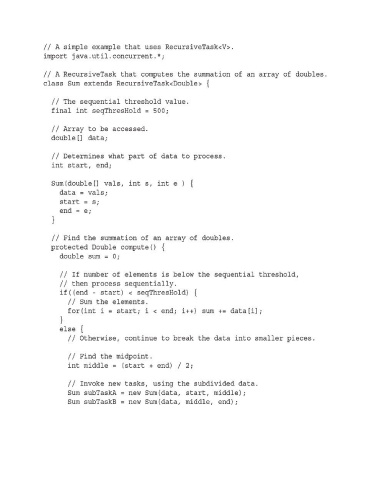 // A simple example that uses RecursiveTask<V>.
import java.util.concurrent.*;
// A RecursiveTask that computes the summation of an array of doubles.
class Sum extends RecursiveTask<Double> {
// The sequential threshold value.
final int seqThresHold = 500;
// Array to be accessed.
double[] data;
// Determines what part of data to process.
int start, end;
Sum(double[] vals, int s, int e ) {
data = vals;
start = s;
end = e;
}
// Find the summation of an array of doubles.
protected Double compute() {
double sum = 0;
// If number of elements is below the sequential threshold,
// then process sequentially.
if((end - start) < seqThresHold) {
// Sum the elements.
for(int i = start; i < end; i++) sum += data[i];
}
else {
// Otherwise, continue to break the data into smaller pieces.
// Find the midpoint.
int middle = (start + end) / 2;
// Invoke new tasks, using the subdivided data.
Sum subTaskA = new Sum(data, start, middle);
Sum subTaskB = new Sum(data, middle, end);